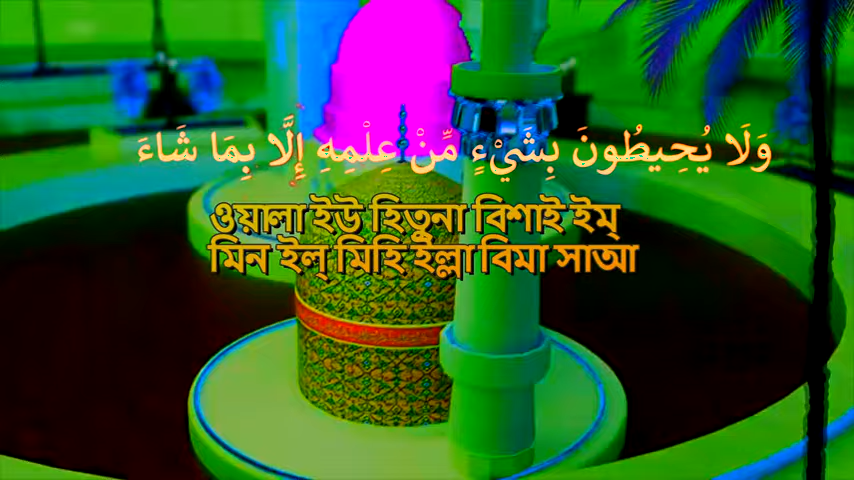 وَلَا يُحِيطُونَ بِشَيْءٍ مِّنْ عِلْمِهِ إِلَّا بِمَا شَاءَ
ওয়ালা ইউ হিতুনা বিশাই ইম্
মিন ইল্ মিহি ইল্লা বিমা সাআ